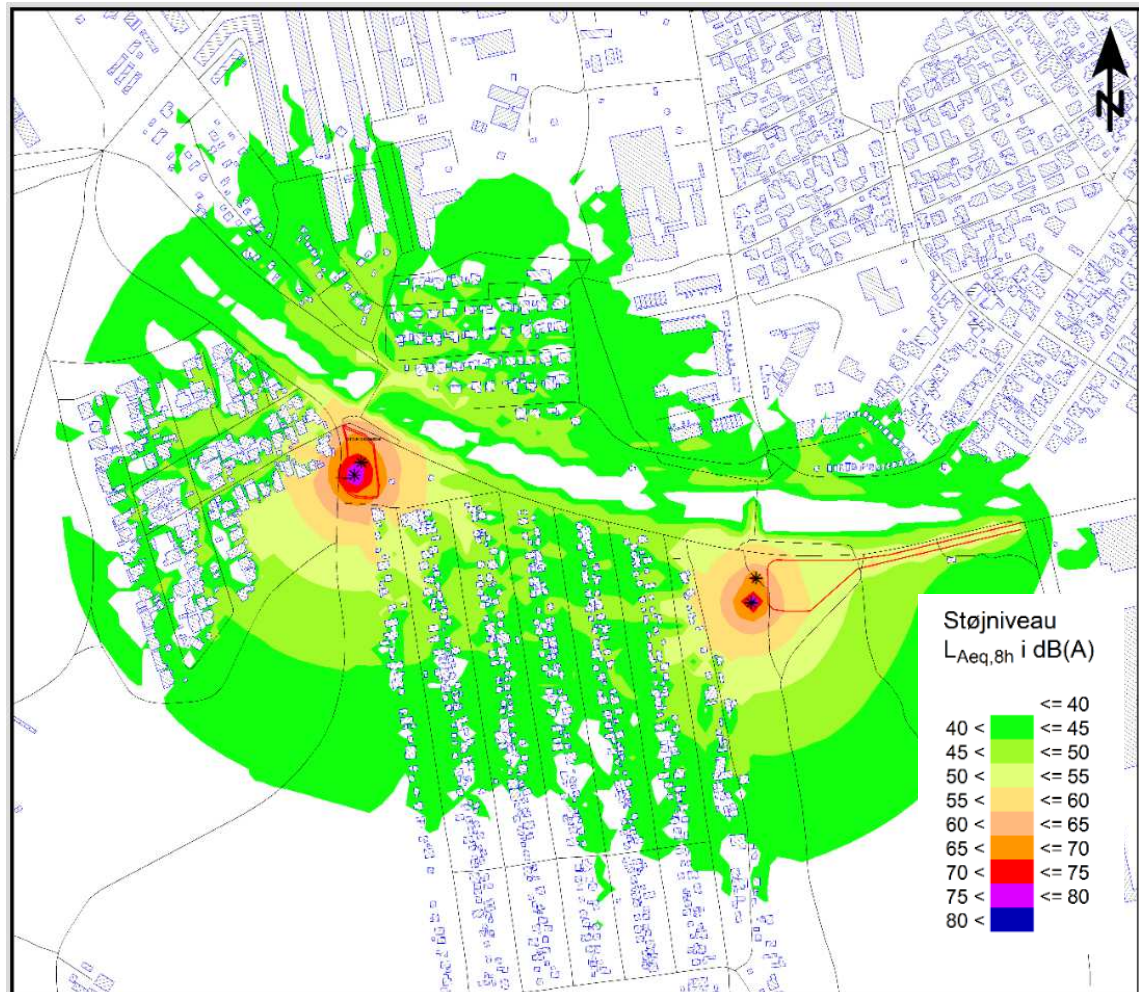 N
Støjniveau
L Aeq,8h i dB(A)
<= 40
40 < <= 45
45 < <= 50
50 < <= 55
55 < <= 60
60 < <= 65
65 < <= 70
70 < <= 75
75 < <= 80
80 <